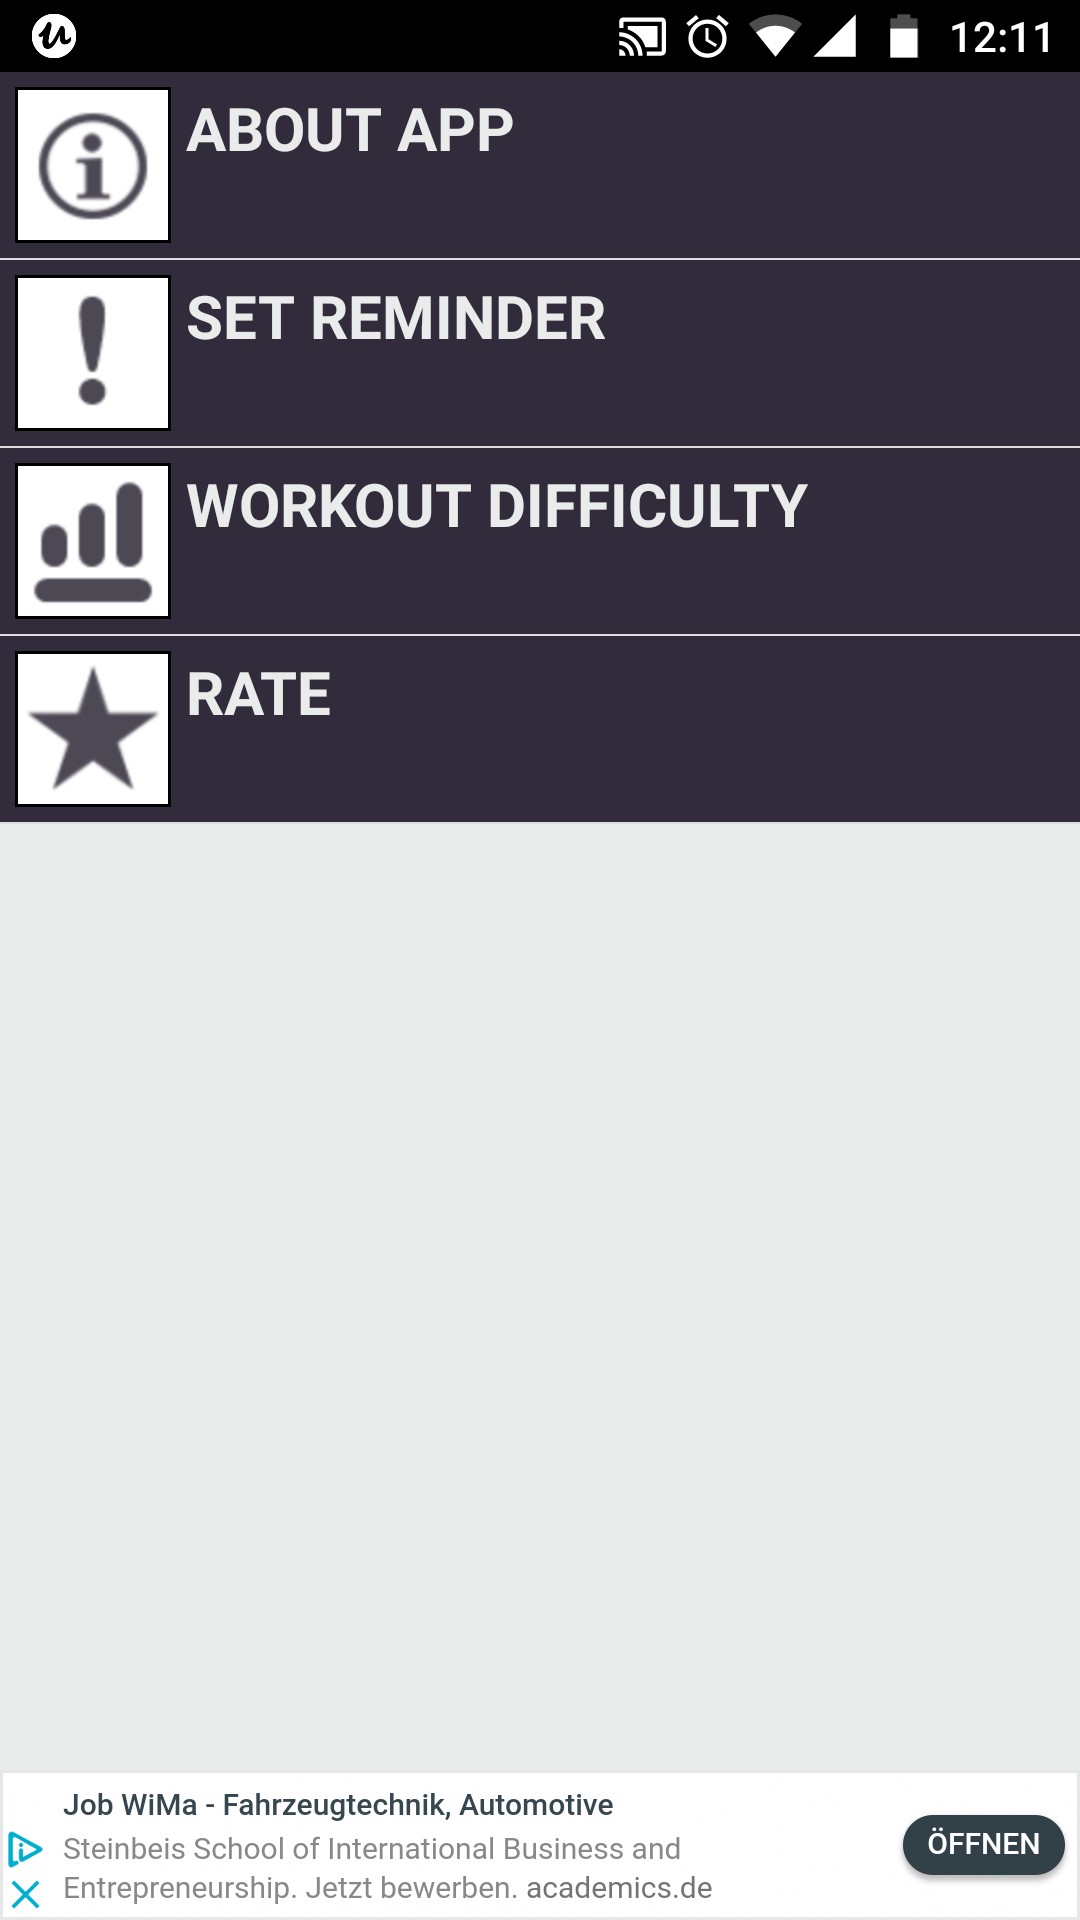 12:11
ABOUT APP
SET REMINDER
WORKOUT DIFFICULTY
RATE
Job WiMa - Fahrzeugtechnik, Automotive
Steinbeis School of International Business and
Entrepreneurship. Jetzt bewerben. academics.de
ÖFFNEN